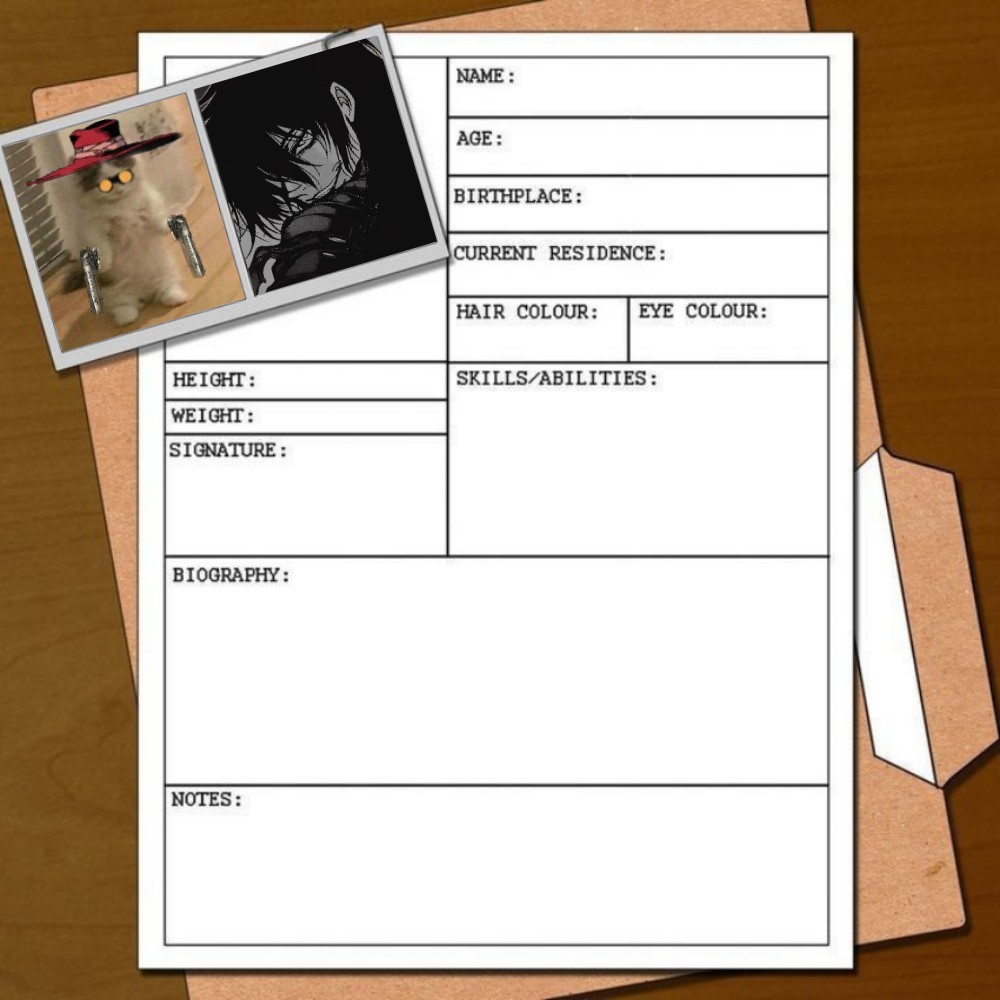 NAME:
AGE:
BIRTHPLACE:
CURRENT RESIDENCE:
HAIR COLOUR:
EYE COLOUR:
HEIGHT:
WEIGHT:
SIGNATURE:
SKILLS/ABILITIES:
BIOGRAPHY:
NOTES: